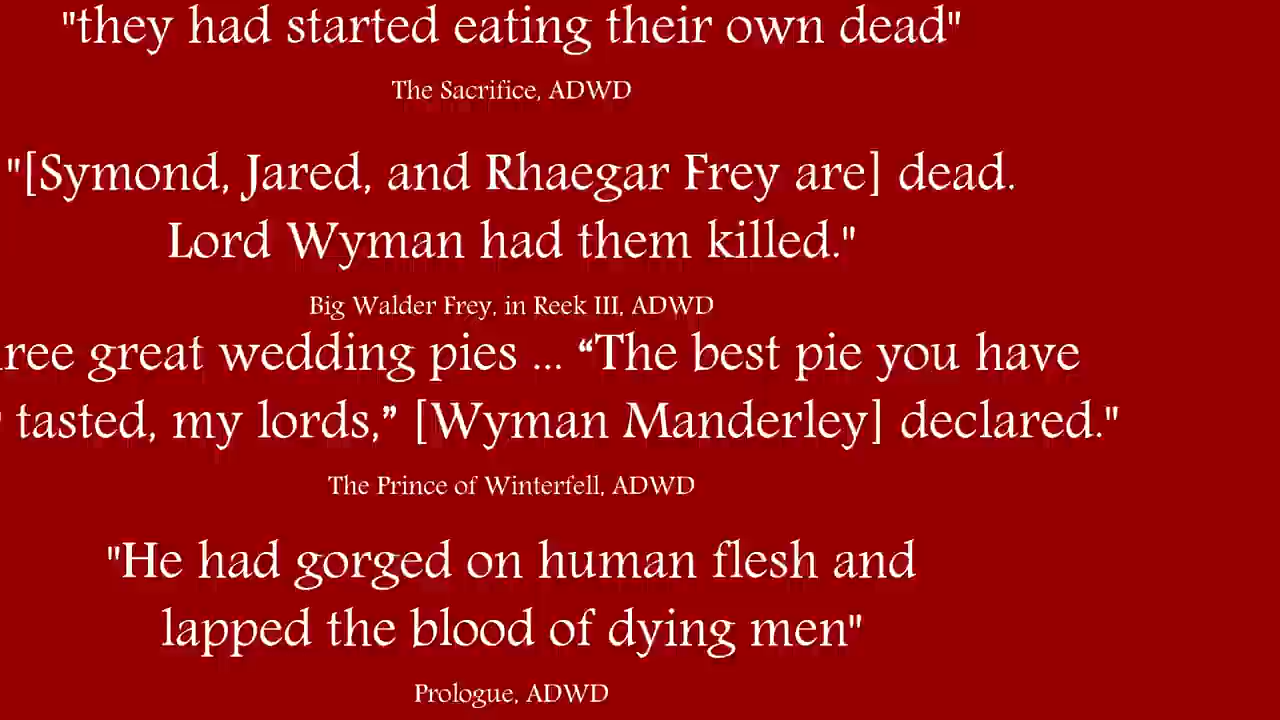 "they had started eating their own dead"
The Sacrifice, ADWD
"[Symond, Jared, and Rhaegar Frey are] dead.
Lord Wyman had them killed."
Big Walder Frey, in Reek III, ADWD
great wedding pies ... “The best pie you have
tasted, my lords,” [Wyman Manderley] declared."
The Prince of Winterfell, ADWD
"He had gorged on human flesh and
lapped the blood of dying men"
Prologue, ADWD